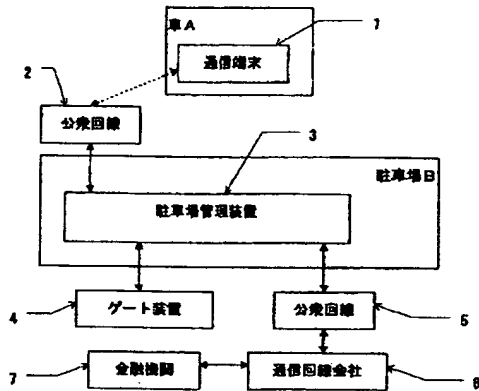 車A
1
通信端末
2
公衆回線
3
駐車場B
駐車場管理装置
4
ゲート装置
公衆回線
5
7
金融機関
通信回線会社
6